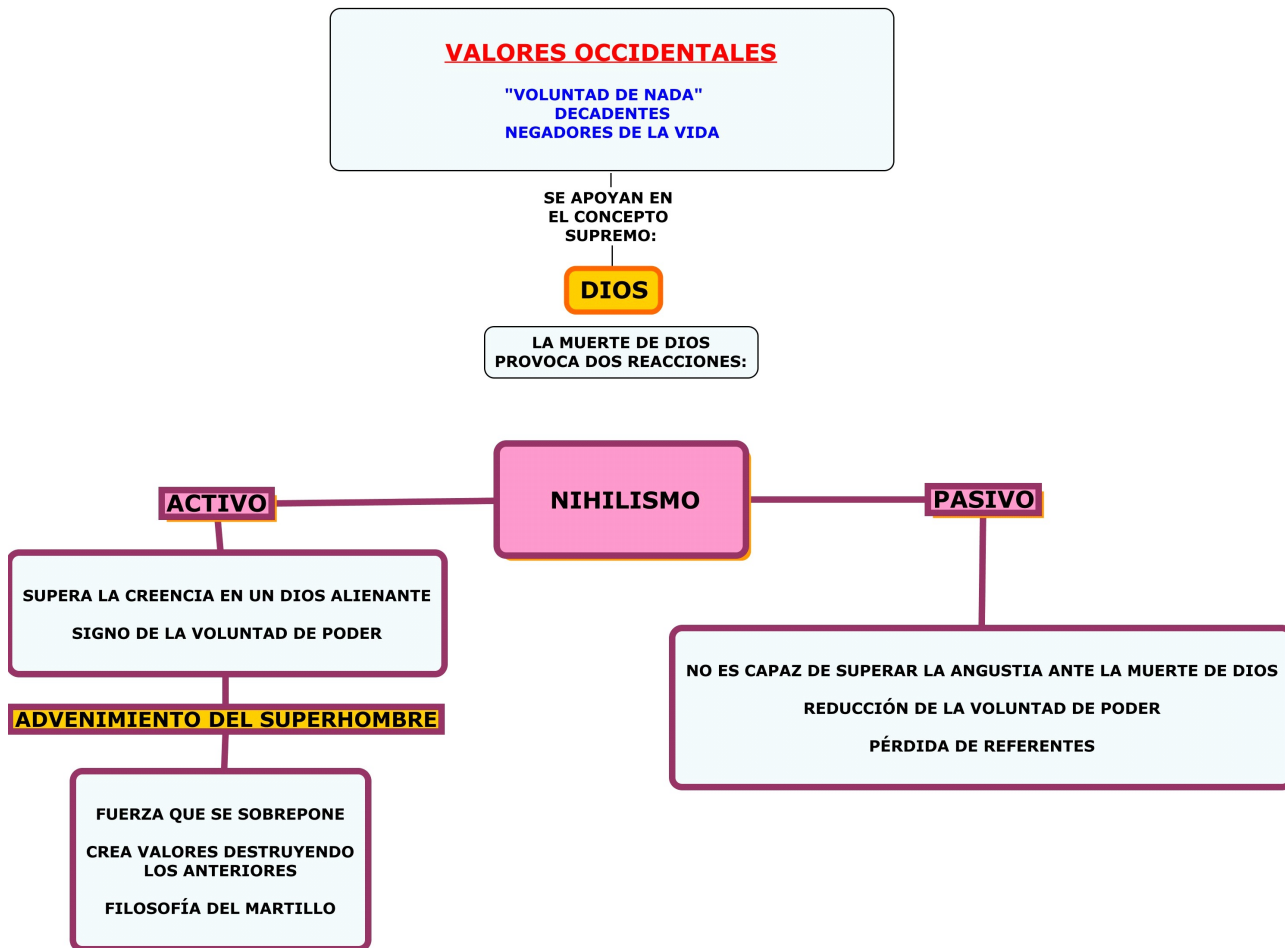 VALORES OCCIDENTALES
"VOLUNTAD DE NADA"
DECADENTES
NEGADORES DE LA VIDA
SE APOYAN EN
EL CONCEPTO
SUPREMO:
DIOS
LA MUERTE DE DIOS
PROVOCA DOS REACCIONES:
NIHILISMO
ACTIVO
SUPERA LA CREENCIA EN UN DIOS ALIENANTE
SIGNO DE LA VOLUNTAD DE PODER
ADVENIMIENTO DEL SUPERHOMBRE
FUERZA QUE SE SOBREPONE
CREA VALORES DESTRUYENDO
LOS ANTERIORES
FILOSOFÍA DEL MARTILLO
PASIVO
NO ES CAPAZ DE SUPERAR LA ANGUSTIA ANTE LA MUERTE DE DIOS
REDUCCIÓN DE LA VOLUNTAD DE PODER
PÉRDIDA DE REFERENTES